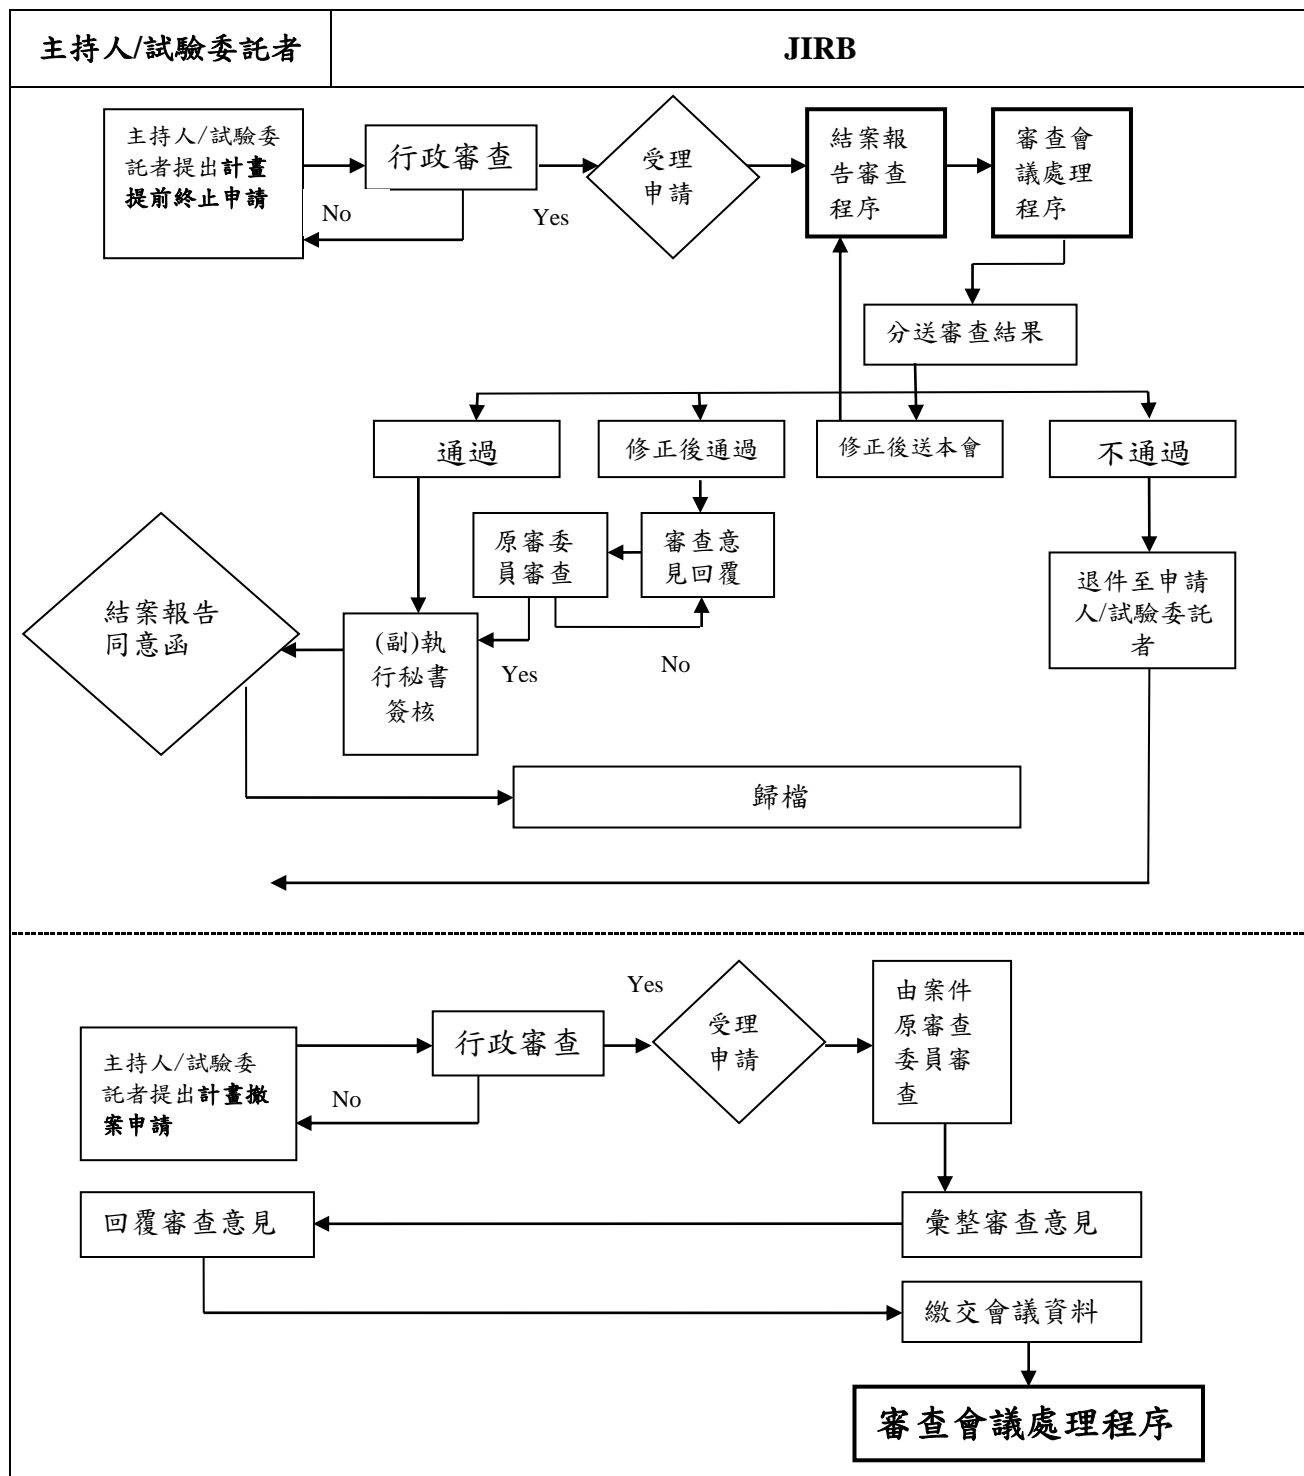 主持人/試驗委託者
JIRB
主持人/試驗委
託者提出計畫
提前終止申請
行政審查
No
Yes
受理
申請
結案報
告審查
程序
審查會
議處理
程序
分送審查結果
通過
修正後通過
修正後送本會
不通過
原審委
員審查
審查意
見回覆
退件至申請
人/試驗委託
者
結案報告
同意函
(副)執
行秘書
簽核
Yes
No
歸檔
主持人/試驗委
託者提出計畫撤
案申請
行政審查
No
Yes
受理
申請
由案件
原審查
委員審
查
回覆審查意見
彙整審查意見
繳交會議資料
審查會議處理程序